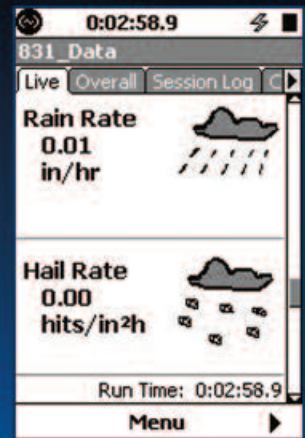 0:02:58.9
831_Data
Live Overall Session Log C
Rain Rate
0.01
in/hr
Hail Rate
0.00
hits/in²h
Run Time: 0:02:58.9
Menu